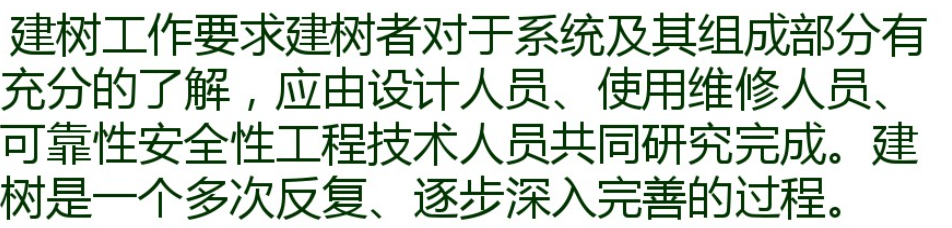 建树工作要求建树者对于系统及其组成部分有
充分的了解，应由设计人员、使用维修人员、
可靠性安全性工程技术人员共同研究完成。建
树是一个多次反复、逐步深入完善的过程。